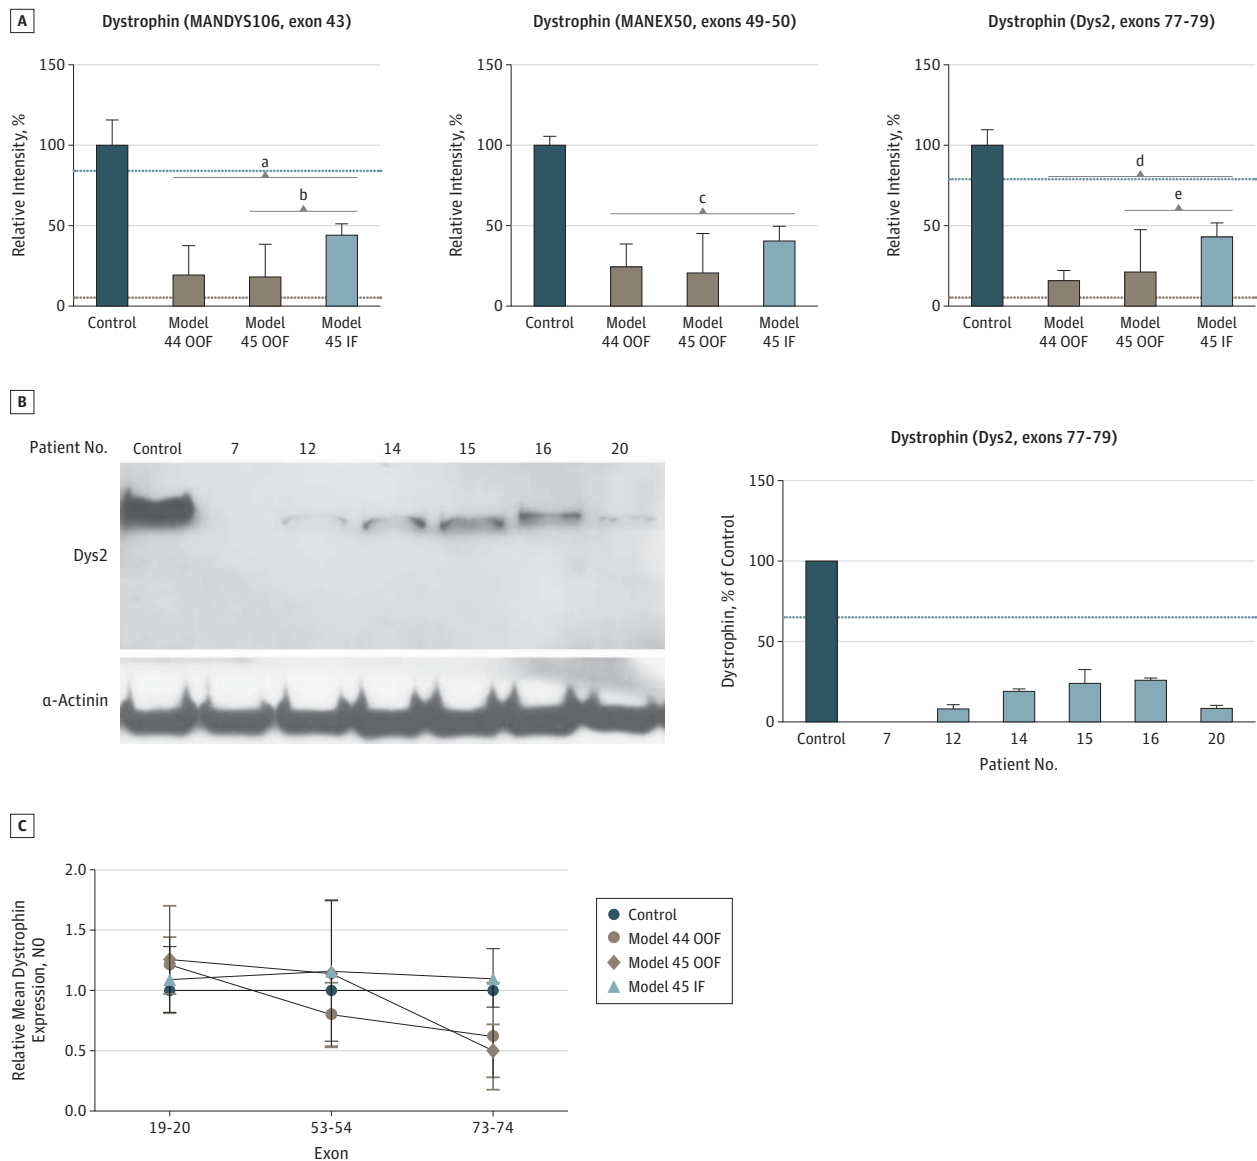 A
Dystrophin (MANDYS106, exon 43)
Relative Intensity, %
150
100
50
0
a
b
Control
Model
44 OOF
Model
45 OOF
Model
45 IF
Dystrophin (MANEX50, exons 49-50)
Relative Intensity, %
150
100
50
0
c
Control
Model
44 OOF
Model
45 OOF
Model
45 IF
Dystrophin (Dys2, exons 77-79)
Relative Intensity, %
150
100
50
0
d
e
Control
Model
44 OOF
Model
45 OOF
Model
45 IF
B
Patient No. Control 7 12 14 15 16 20
Dys2
α-Actinin
Dystrophin (Dys2, exons 77-79)
Dystrophin, % of Control
150
100
50
0
Control 7 12 14 15 16 20
Patient No.
C
Relative Mean Dystrophin
Expression, N0
2.0
1.5
1.0
0.5
0.0
19-20 53-54 73-74
Exon
Control
Model 44 OOF
Model 45 OOF
Model 45 IF